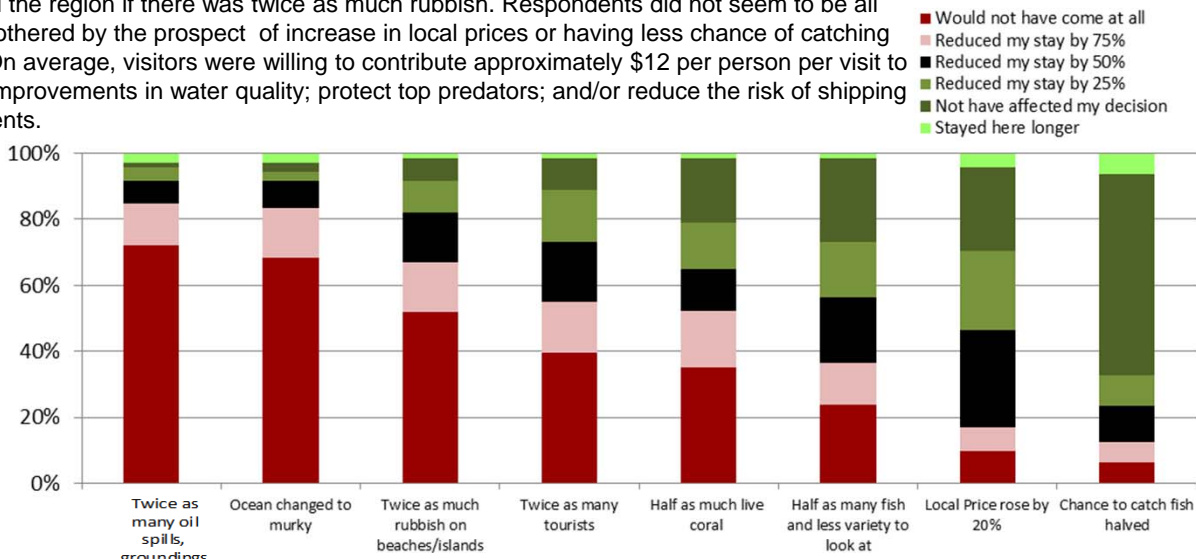 the region if there was twice as much rubbish. Respondents did not seem to be all
othered by the prospect of increase in local prices or having less chance of catching
On average, visitors were willing to contribute approximately $12 per person per visit to
mprovements in water quality; protect top predators; and/or reduce the risk of shipping
ents.
Would not have come at all
Reduced my stay by 75%
Reduced my stay by 50%
Reduced my stay by 25%
Not have affected my decision
Stayed here longer
100%
80%
60%
40%
20%
0%
Twice as
many oil
spills,
groundings
Ocean changed to
murky
Twice as much
rubbish on
beaches/islands
Twice as many
tourists
Half as much live
coral
Half as many fish
and less variety to
look at
Local Price rose by
20%
Chance to catch fish
halved